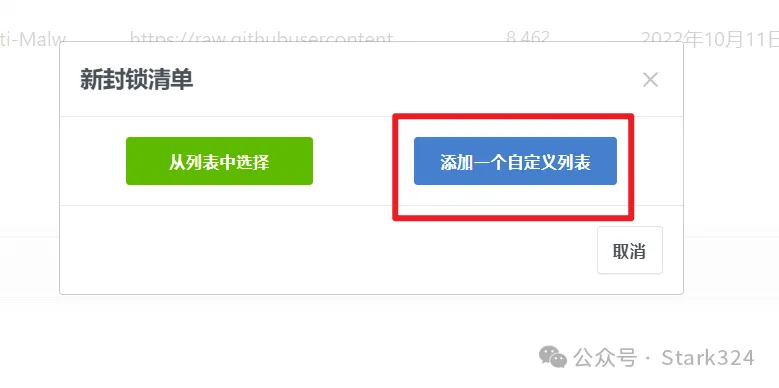 ti-Malw... https://raw.githubusercontent... 8,462 2022年10月11日
新封锁清单
×
从列表中选择 添加一个自定义列表
取消
公众号 · Stark324